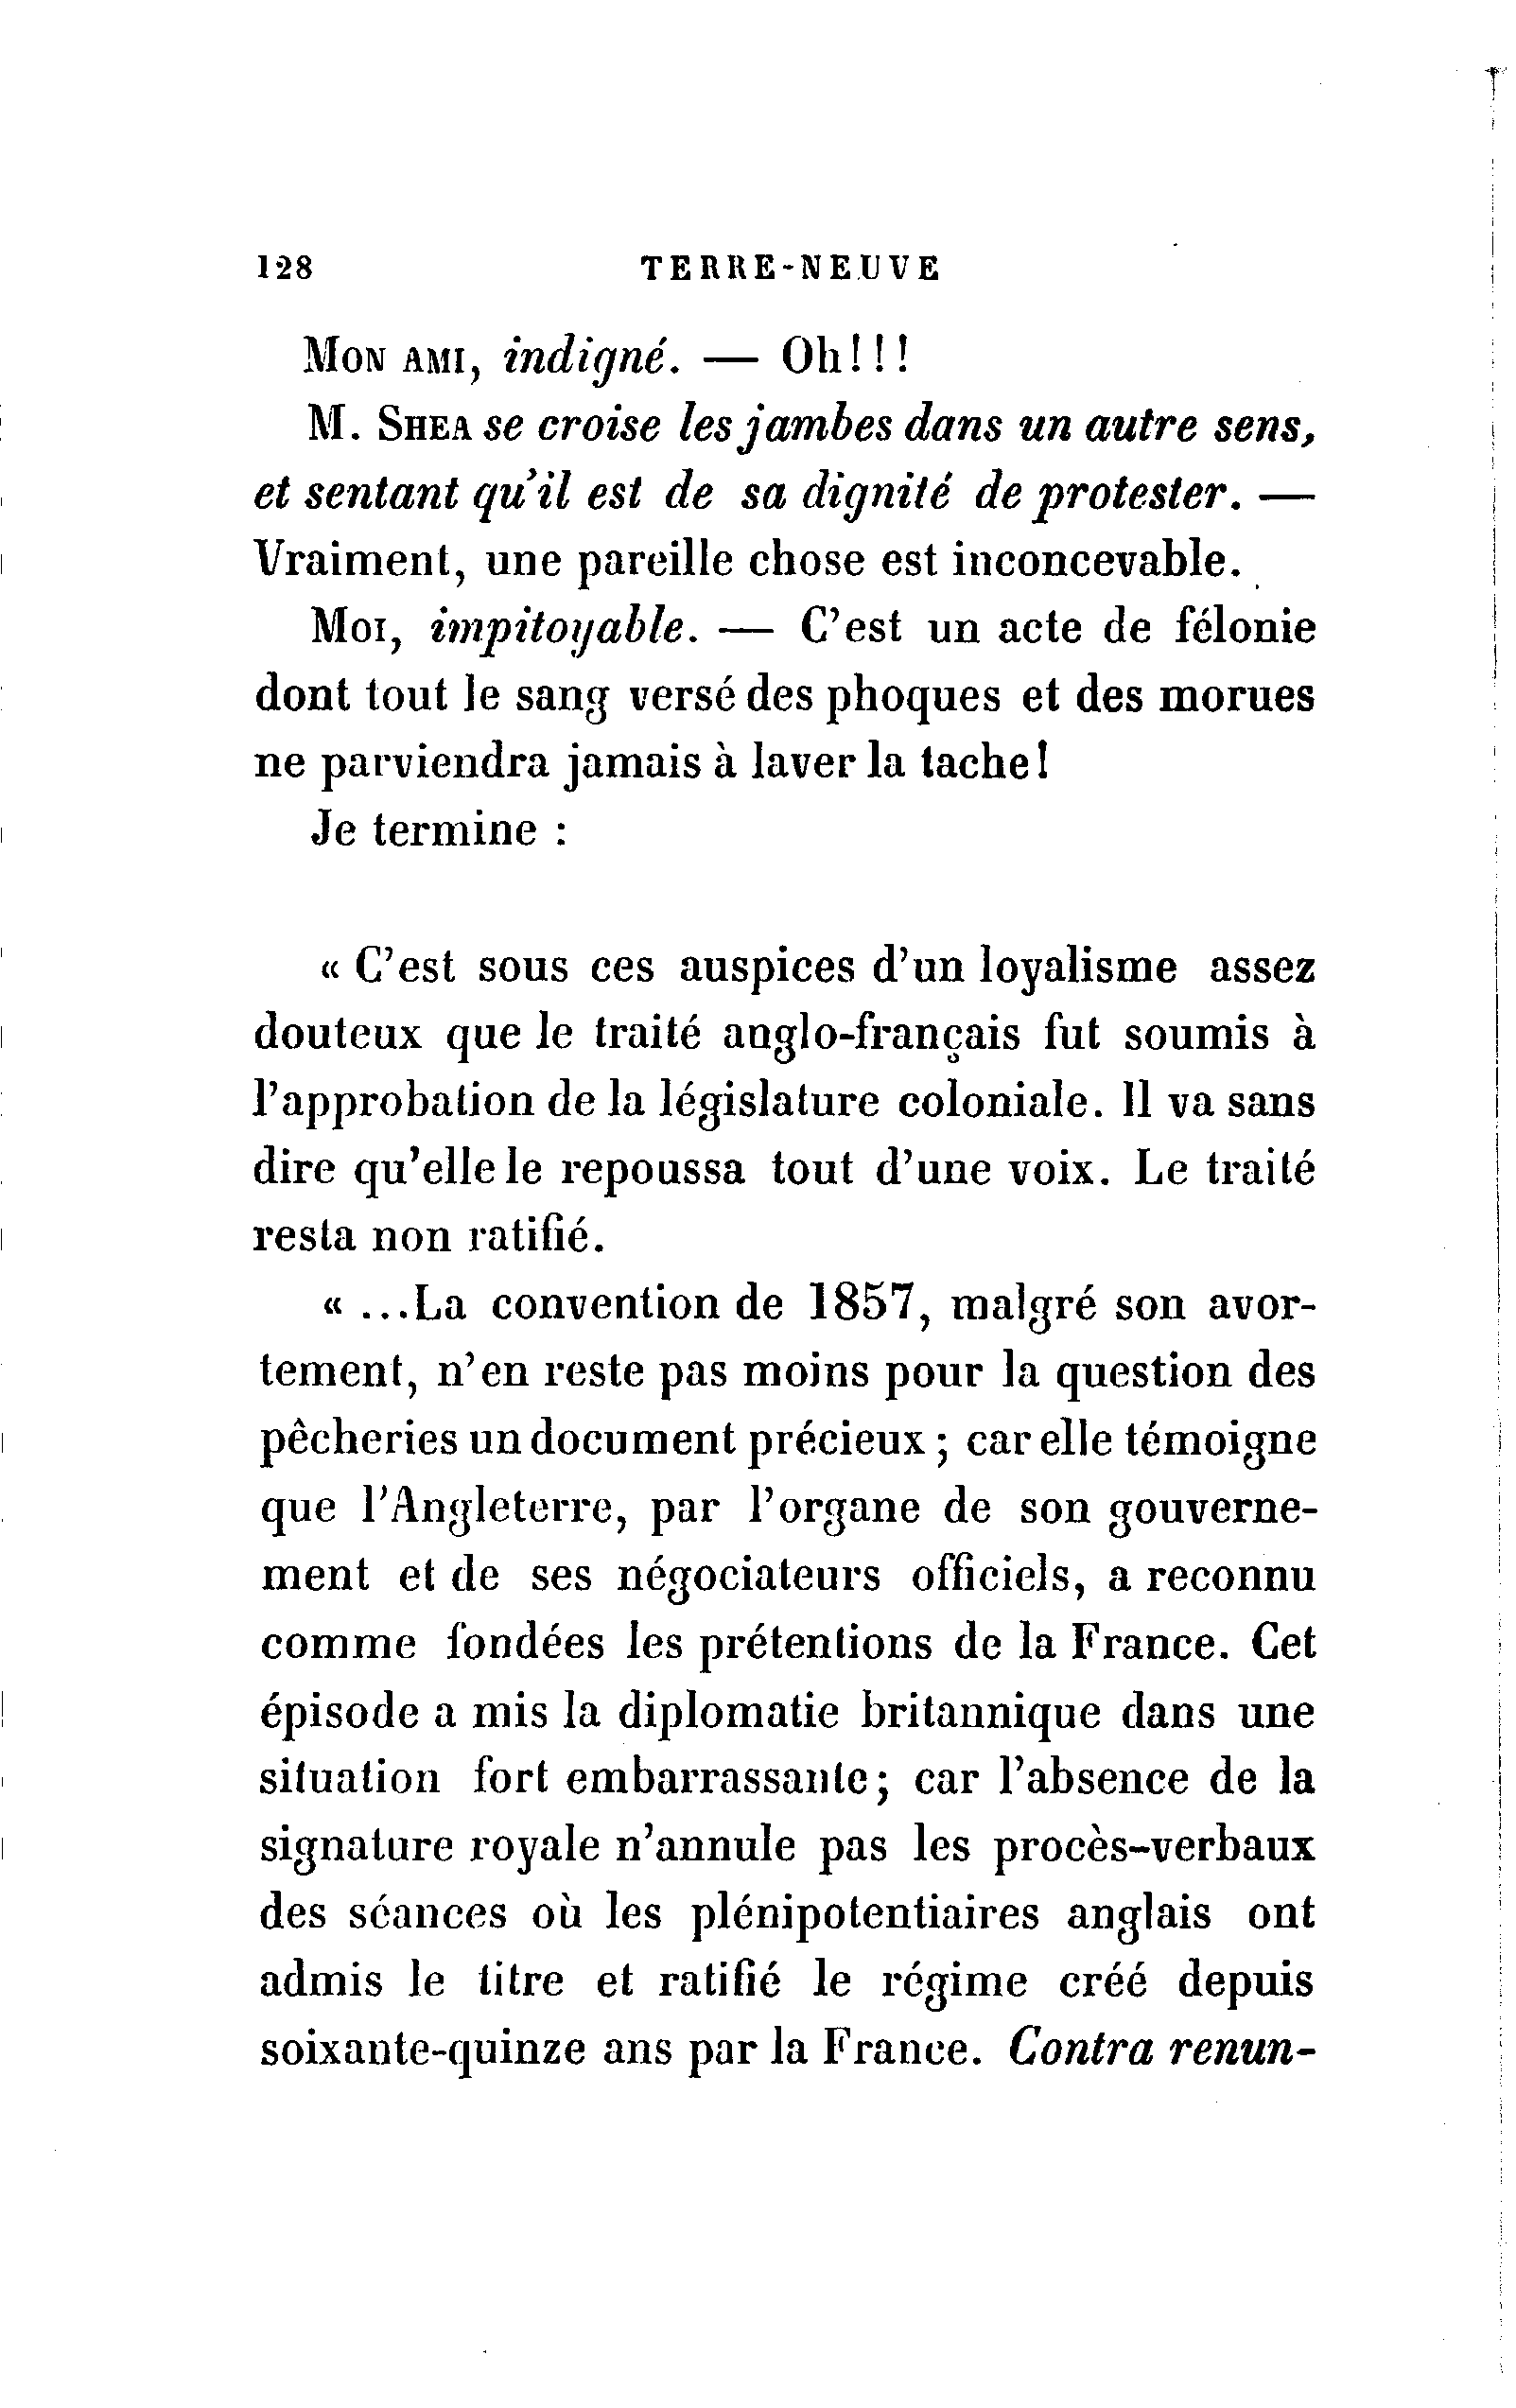 128 TERRE-NEUVE
MON AMI, indigné. — Oh!!!
M. SHEA se croise les jambes dans un autre sens,
et sentant qu'il est de sa dignité de protester. —
Vraiment, une pareille chose est inconcevable.
MOI, impitoyable. — C'est un acte de félonie
dont tout le sang versé des phoques et des morues
ne parviendra jamais à laver la tache!
Je termine :
« C'est sous ces auspices d'un loyalisme assez
douteux que le traité anglo-français fut soumis à
l'approbation de la législature coloniale. Il va sans
dire qu'elle le repoussa tout d'une voix. Le traité
resta non ratifié.
« ...La convention de 1857, malgré son avor-
tement, n'en reste pas moins pour la question des
pêcheries un document précieux ; car elle témoigne
que l'Angleterre, par l'organe de son gouverne-
ment et de ses négociateurs officiels, a reconnu
comme fondées les prétentions de la France. Cet
épisode a mis la diplomatie britannique dans une
situation fort embarrassante; car l'absence de la
signature royale n'annule pas les procès-verbaux
des séances où les plénipotentiaires anglais ont
admis le titre et ratifié le régime créé depuis
soixante-quinze ans par la France. Contra renun-